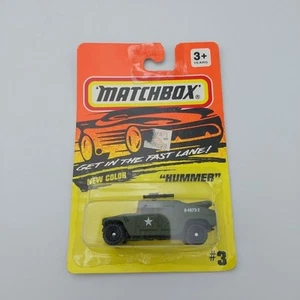 3+
MATCHBOX
GET IN THE FAST LANE!
NEW COLOR
"HUMMER"
#3